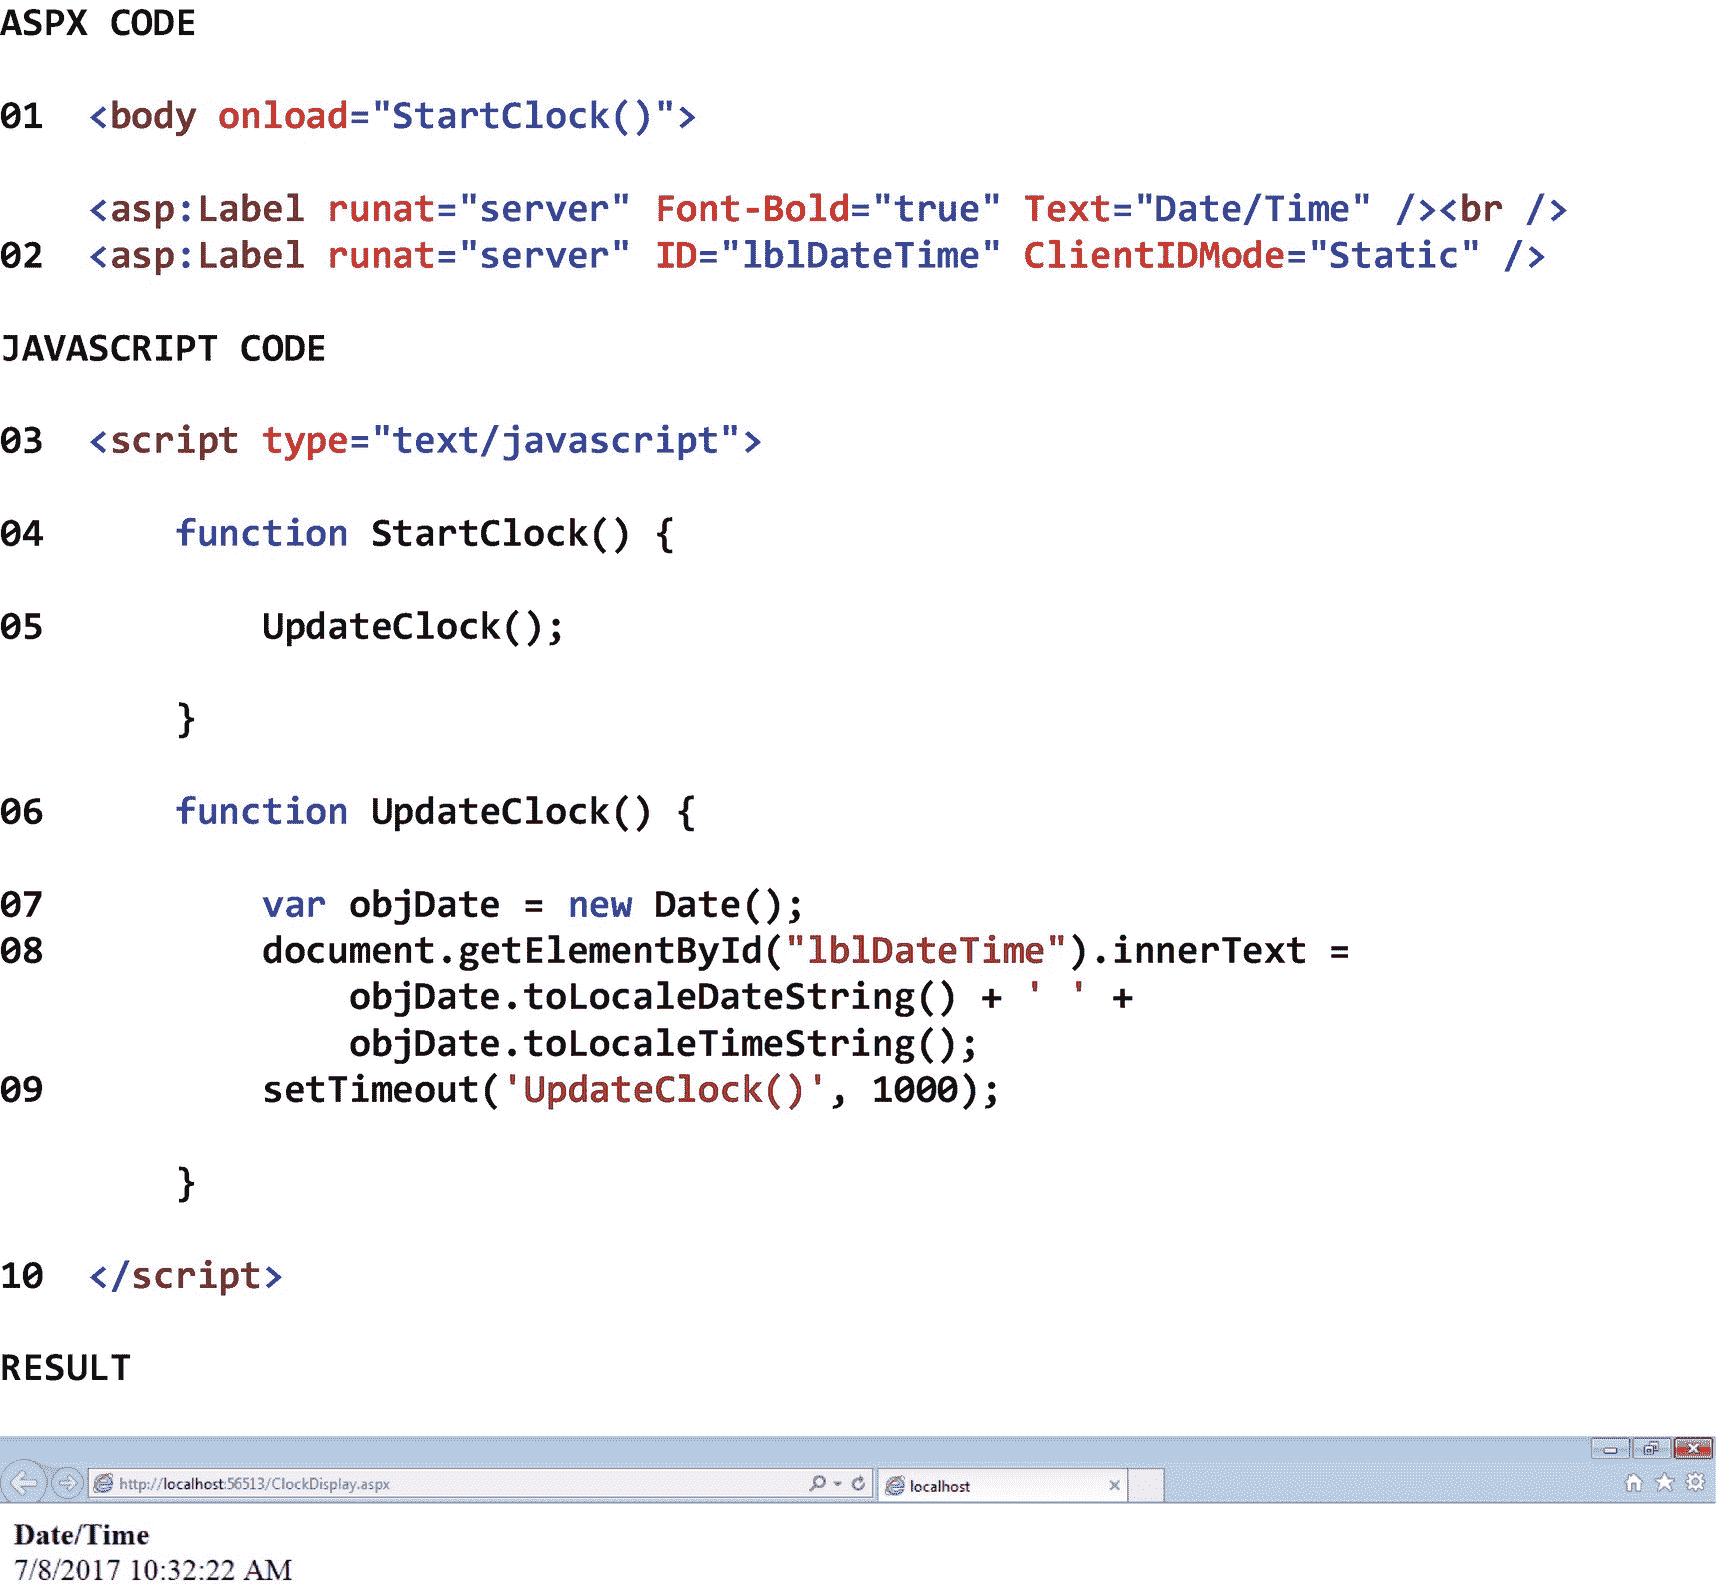 ASPX CODE
01 <body onload="StartClock()">
<asp:Label runat="server" Font-Bold="true" Text="Date/Time" /><br />
02 <asp:Label runat="server" ID="lblDateTime" ClientIDMode="Static" />
JAVASCRIPT CODE
03 <script type="text/javascript">
04 function StartClock() {
05 UpdateClock();
}
06 function UpdateClock() {
07 var objDate = new Date();
08 document.getElementById("lblDateTime").innerText =
objDate.toLocaleDateString() + ' ' +
objDate.toLocaleTimeString();
09 setTimeout('UpdateClock()', 1000);
}
10 </script>
RESULT
http://localhost:56513/ClockDisplay.aspx
localhost
Date/Time
7/8/2017 10:32:22 AM